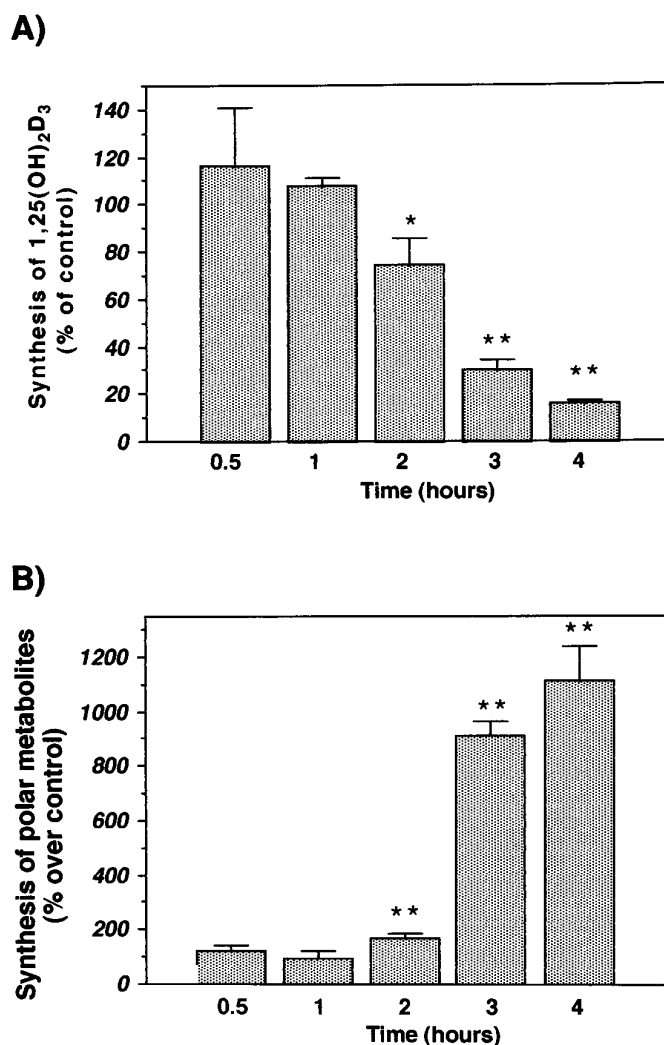 A)
Synthesis of 1,25(OH)₂D₃
(% of control)
140
120
100
80
60
40
20
0
*
**
**
0.5 1 2 3 4
Time (hours)
B)
Synthesis of polar metabolites
(% over control)
1200
1000
800
600
400
200
0
**
**
**
0.5 1 2 3 4
Time (hours)